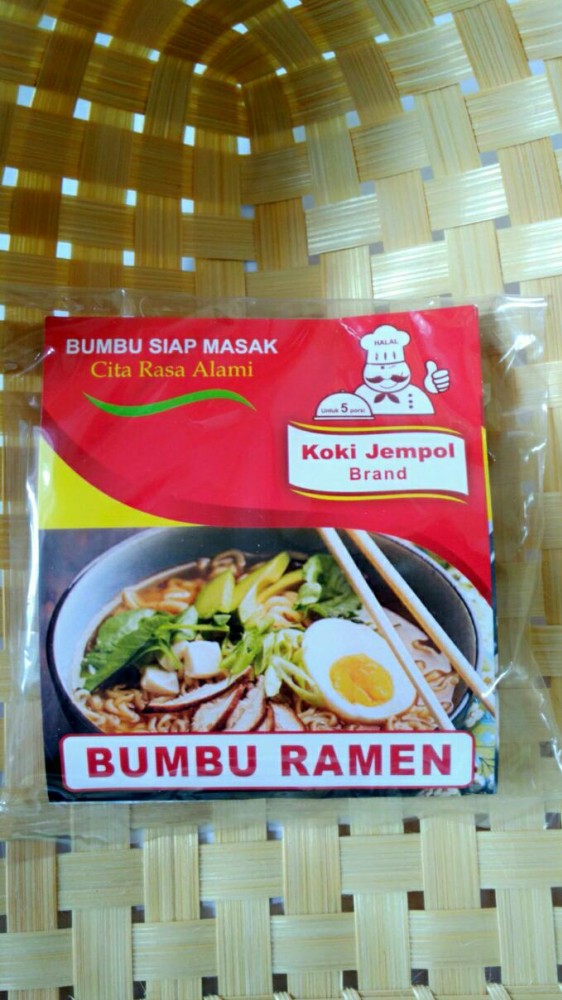 BUMBU SIAP MASAK
Cita Rasa Alami
HALAL
Untuk 5 porsi
Koki Jempol
Brand
BUMBU RAMEN